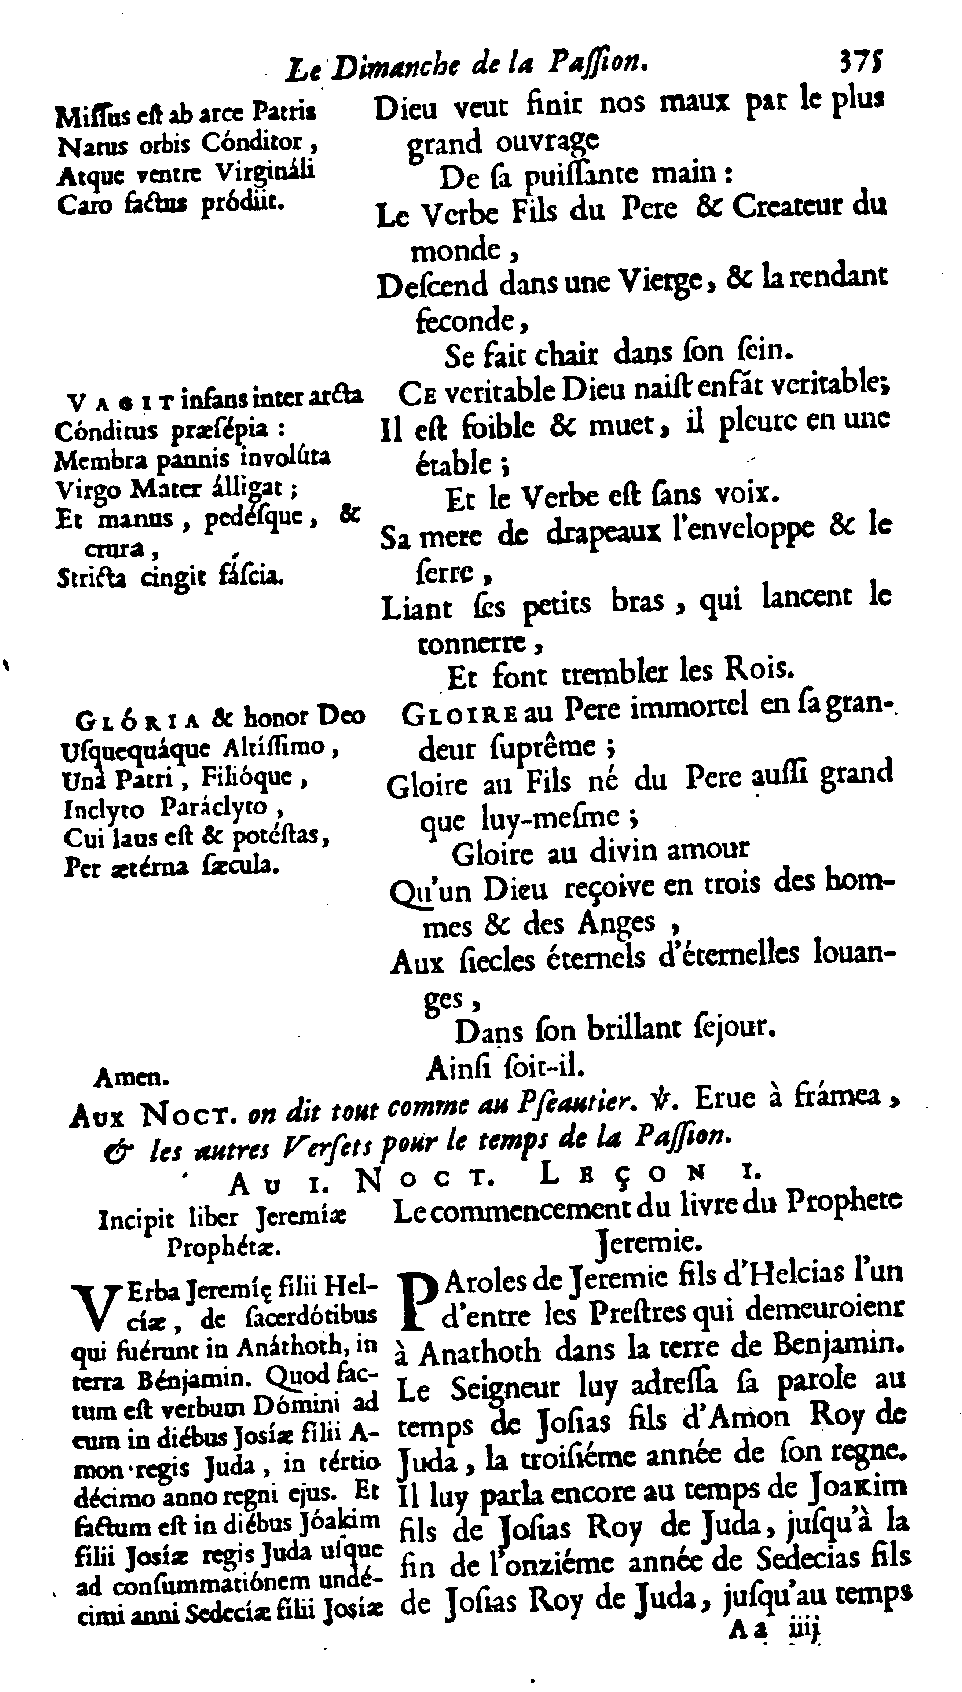 Le Dimanche de la Paſſion. 375
Miſſus eſt ab arce Patris
Natus orbis Cónditor,
Atque ventre Virgináli
Caro factus pródiit.
Dieu veut finir nos maux par le plus
grand ouvrage
De ſa puiſſante main :
Le Verbe Fils du Pere & Createur du
monde,
Deſcend dans une Vierge, & la rendant
feconde,
Se fait chair dans ſon ſein.
VAGIT infans inter arcta
Cónditus præſépia :
Membra pannis involúta
Virgo Mater álligat ;
Et manus, pedéſque, &
crura,
Stricta cingit fáſcia.
CE veritable Dieu naiſt enfãt veritable;
Il eſt foible & muet, il pleure en une
étable ;
Et le Verbe eſt ſans voix.
Sa mere de drapeaux l'enveloppe & le
ſerre,
Liant ſes petits bras, qui lancent le
tonnerre,
Et font trembler les Rois.
GLÓRIA & honor Deo
Uſquequáque Altíſſimo,
Unà Patri, Filióque,
Inclyto Paráclyto,
Cui laus eſt & potéſtas,
Per ætérna ſæcula.
GLOIRE au Pere immortel en ſa gran-
deur ſuprême ;
Gloire au Fils né du Pere auſſi grand
que luy-meſme ;
Gloire au divin amour
Qu'un Dieu reçoive en trois des hom-
mes & des Anges,
Aux ſiecles éternels d'éternelles louan-
ges,
Dans ſon brillant ſejour.
Amen.
Ainſi ſoit-il.
AUX NOCT. on dit tout comme au Pſeautier. ℣. Erue à frámea,
& les autres Verſets pour le temps de la Paſſion.
AU I. NOCT. LEÇON I.
Incipit liber Jeremíæ
Prophétæ.
VErba Jeremíę filii Hel-
cíæ, de ſacerdótibus
qui fuérunt in Anáthoth, in
terra Bénjamin. Quod fac-
tum eſt verbum Dómini ad
eum in diébus Joſíæ filii A-
mon regis Juda, in tértio
décimo anno regni ejus. Et
factum eſt in diébus Jóakim
filii Joſíæ regis Juda uſque
ad conſummatiónem undé-
cimi anni Sedecíæ filii Joſiæ
Le commencement du livre du Prophete
Jeremie.
PAroles de Jeremie fils d'Helcias l'un
d'entre les Preſtres qui demeuroient
à Anathoth dans la terre de Benjamin.
Le Seigneur luy adreſſa ſa parole au
temps de Joſias fils d'Amon Roy de
Juda, la troiſiéme année de ſon regne.
Il luy parla encore au temps de Joakim
fils de Joſias Roy de Juda, juſqu'à la
fin de l'onziéme année de Sedecias fils
de Joſias Roy de Juda, juſqu'au temps
Aa iiij